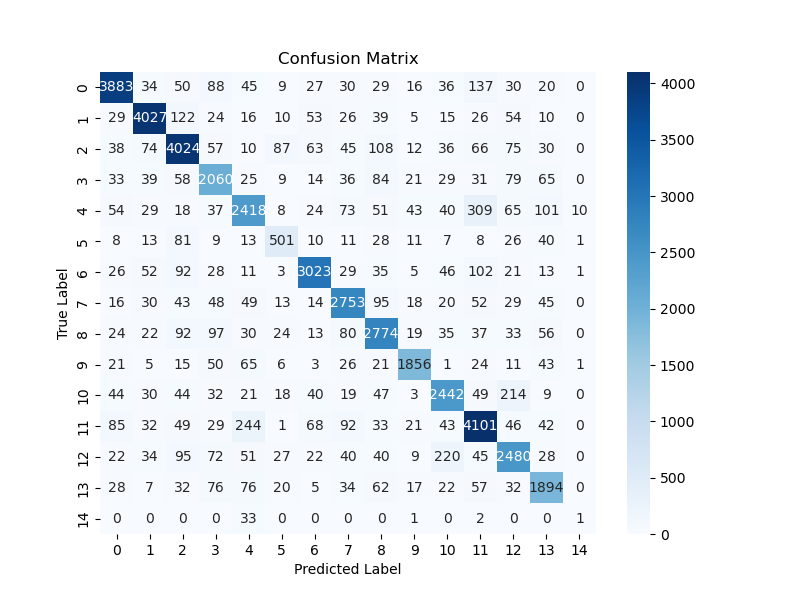 Confusion Matrix
0 3883 34 50 88 45 9 27 30 29 16 36 137 30 20 0
1 29 4027 122 24 16 10 53 26 39 5 15 26 54 10 0
2 38 74 4024 57 10 87 63 45 108 12 36 66 75 30 0
3 33 39 58 2060 25 9 14 36 84 21 29 31 79 65 0
4 54 29 18 37 2418 8 24 73 51 43 40 309 65 101 10
5 8 13 81 9 13 501 10 11 28 11 7 8 26 40 1
6 26 52 92 28 11 3 3023 29 35 5 46 102 21 13 1
7 16 30 43 48 49 13 14 2753 95 18 20 52 29 45 0
8 24 22 92 97 30 24 13 80 2774 19 35 37 33 56 0
9 21 5 15 50 65 6 3 26 21 1856 1 24 11 43 1
10 44 30 44 32 21 18 40 19 47 3 2442 49 214 9 0
11 85 32 49 29 244 1 68 92 33 21 43 4101 46 42 0
12 22 34 95 72 51 27 22 40 40 9 220 45 2480 28 0
13 28 7 32 76 76 20 5 34 62 17 22 57 32 1894 0
14 0 0 0 0 33 0 0 0 0 1 0 2 0 0 1
0 1 2 3 4 5 6 7 8 9 10 11 12 13 14
Predicted Label
True Label
4000
3500
3000
2500
2000
1500
1000
500
0